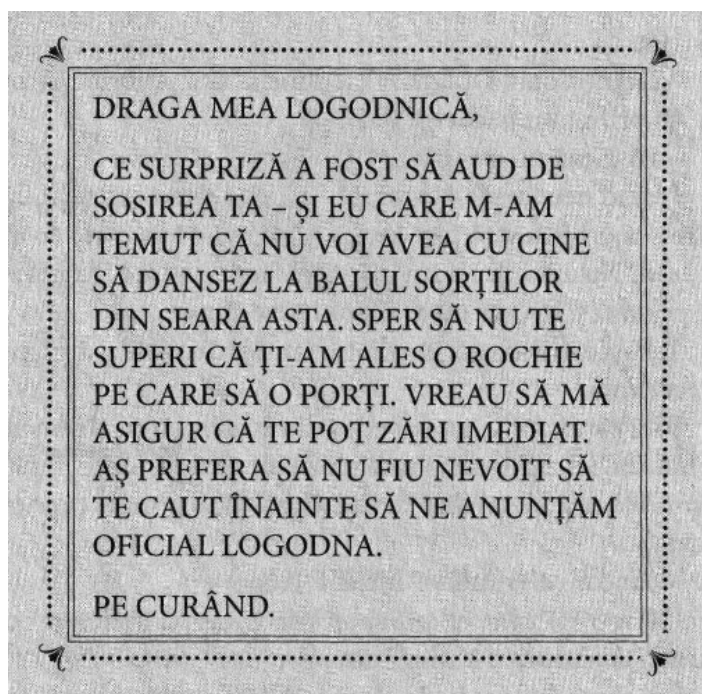 DRAGA MEA LOGODNICĂ,
CE SURPRIZĂ A FOST SĂ AUD DE
SOSIREA TA – ȘI EU CARE M-AM
TEMUT CĂ NU VOI AVEA CU CINE
SĂ DANSEZ LA BALUL SORȚILOR
DIN SEARA ASTA. SPER SĂ NU TE
SUPERI CĂ ȚI-AM ALES O ROCHIE
PE CARE SĂ O PORȚI. VREAU SĂ MĂ
ASIGUR CĂ TE POT ZĂRI IMEDIAT.
AȘ PREFERA SĂ NU FIU NEVOIT SĂ
TE CAUT ÎNAINTE SĂ NE ANUNȚĂM
OFICIAL LOGODNA.
PE CURÂND.